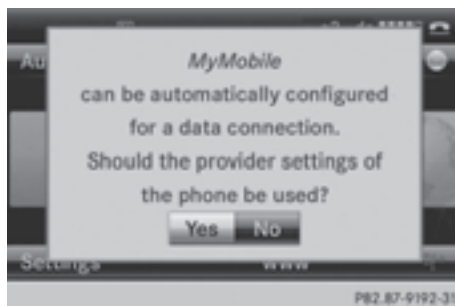 Au
MyMobile
can be automatically configured
for a data connection.
Should the provider settings of
the phone be used?
Yes No
Settings www
P82.87-9192-31